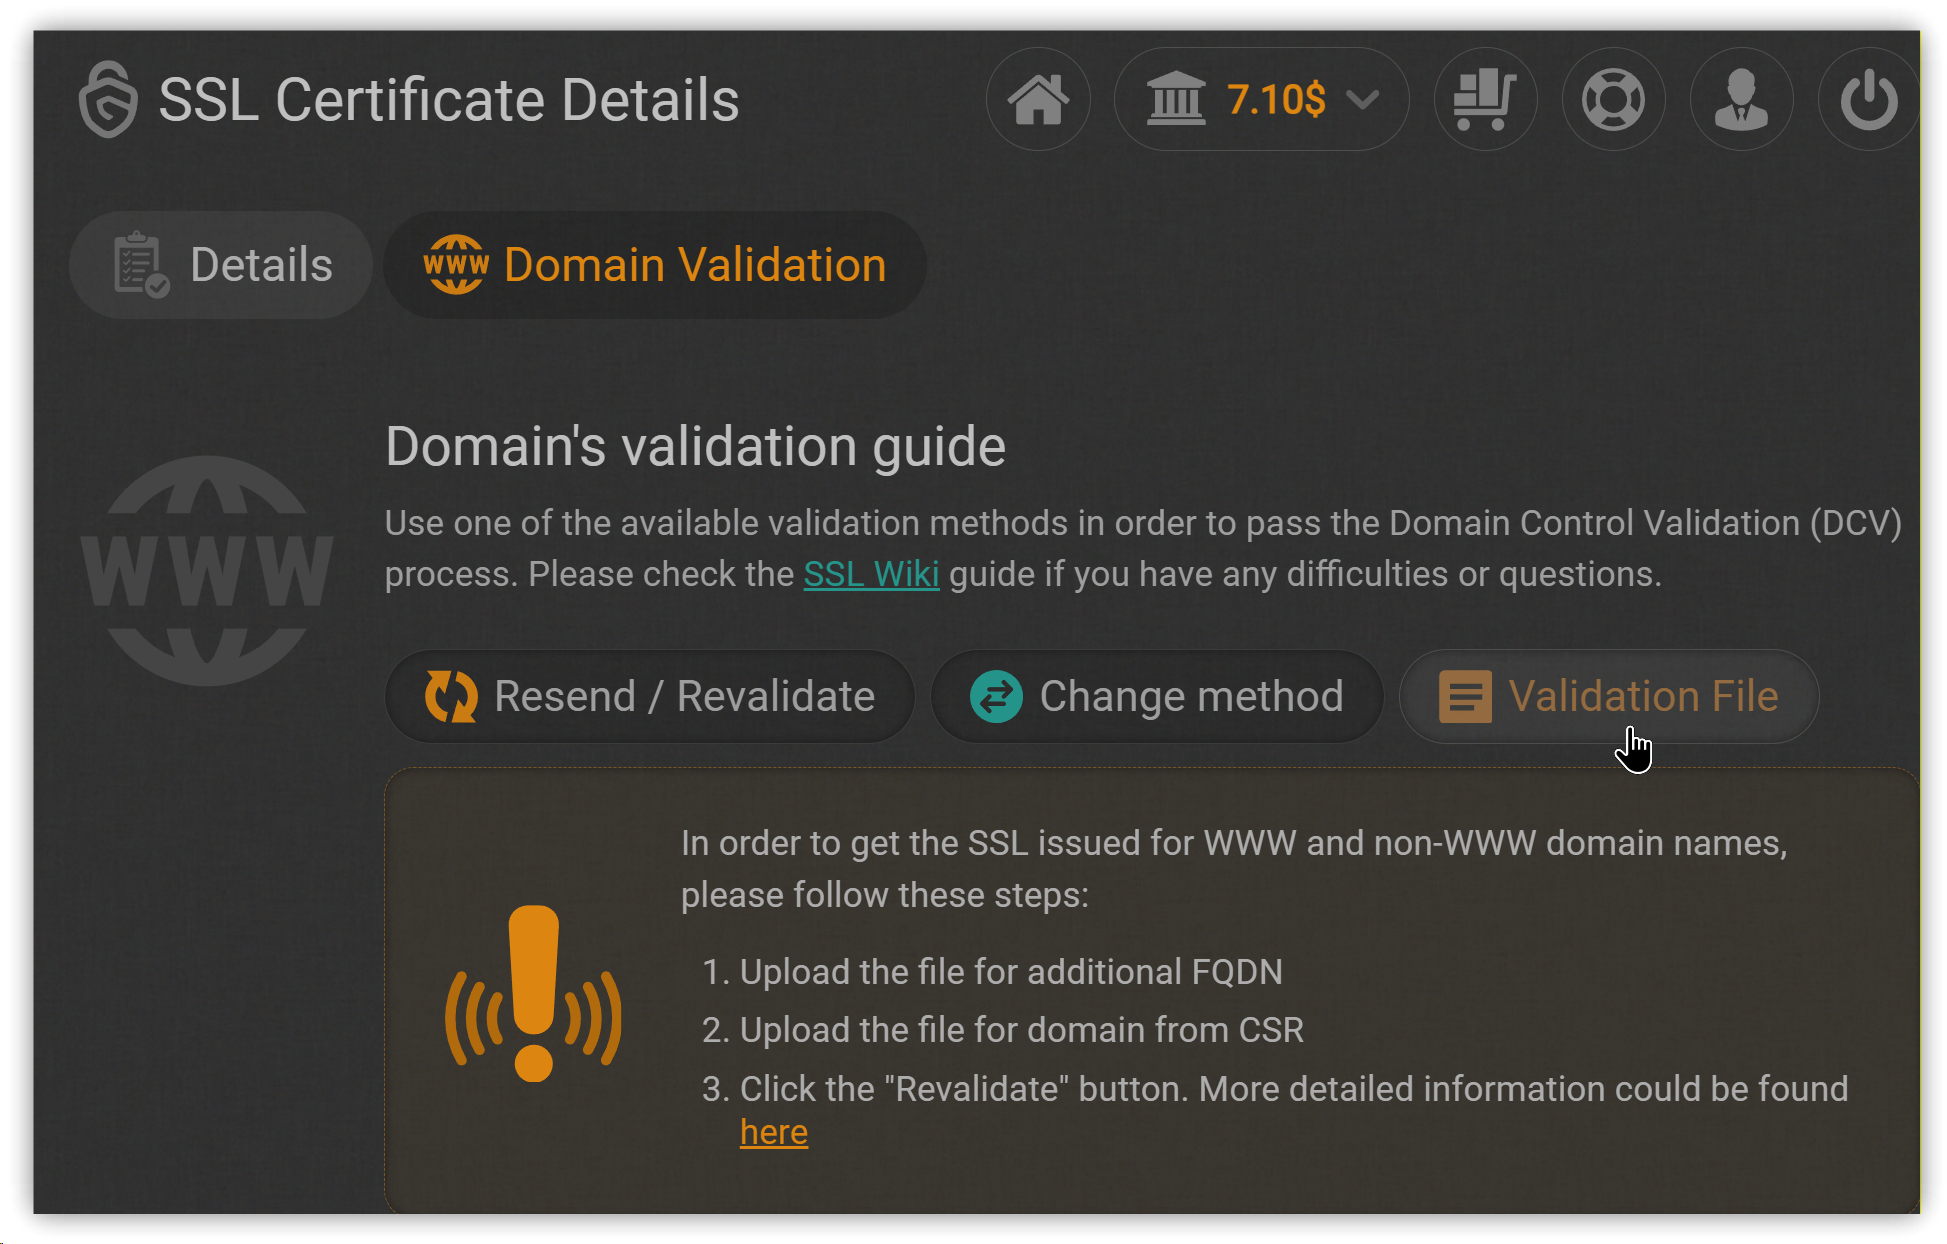 SSL Certificate Details
7.10$
Details
WWW Domain Validation
WWW
Domain's validation guide
Use one of the available validation methods in order to pass the Domain Control Validation (DCV)
process. Please check the SSL Wiki guide if you have any difficulties or questions.
Resend / Revalidate
Change method
Validation File
In order to get the SSL issued for WWW and non-WWW domain names,
please follow these steps:
1. Upload the file for additional FQDN
2. Upload the file for domain from CSR
3. Click the "Revalidate" button. More detailed information could be found
here